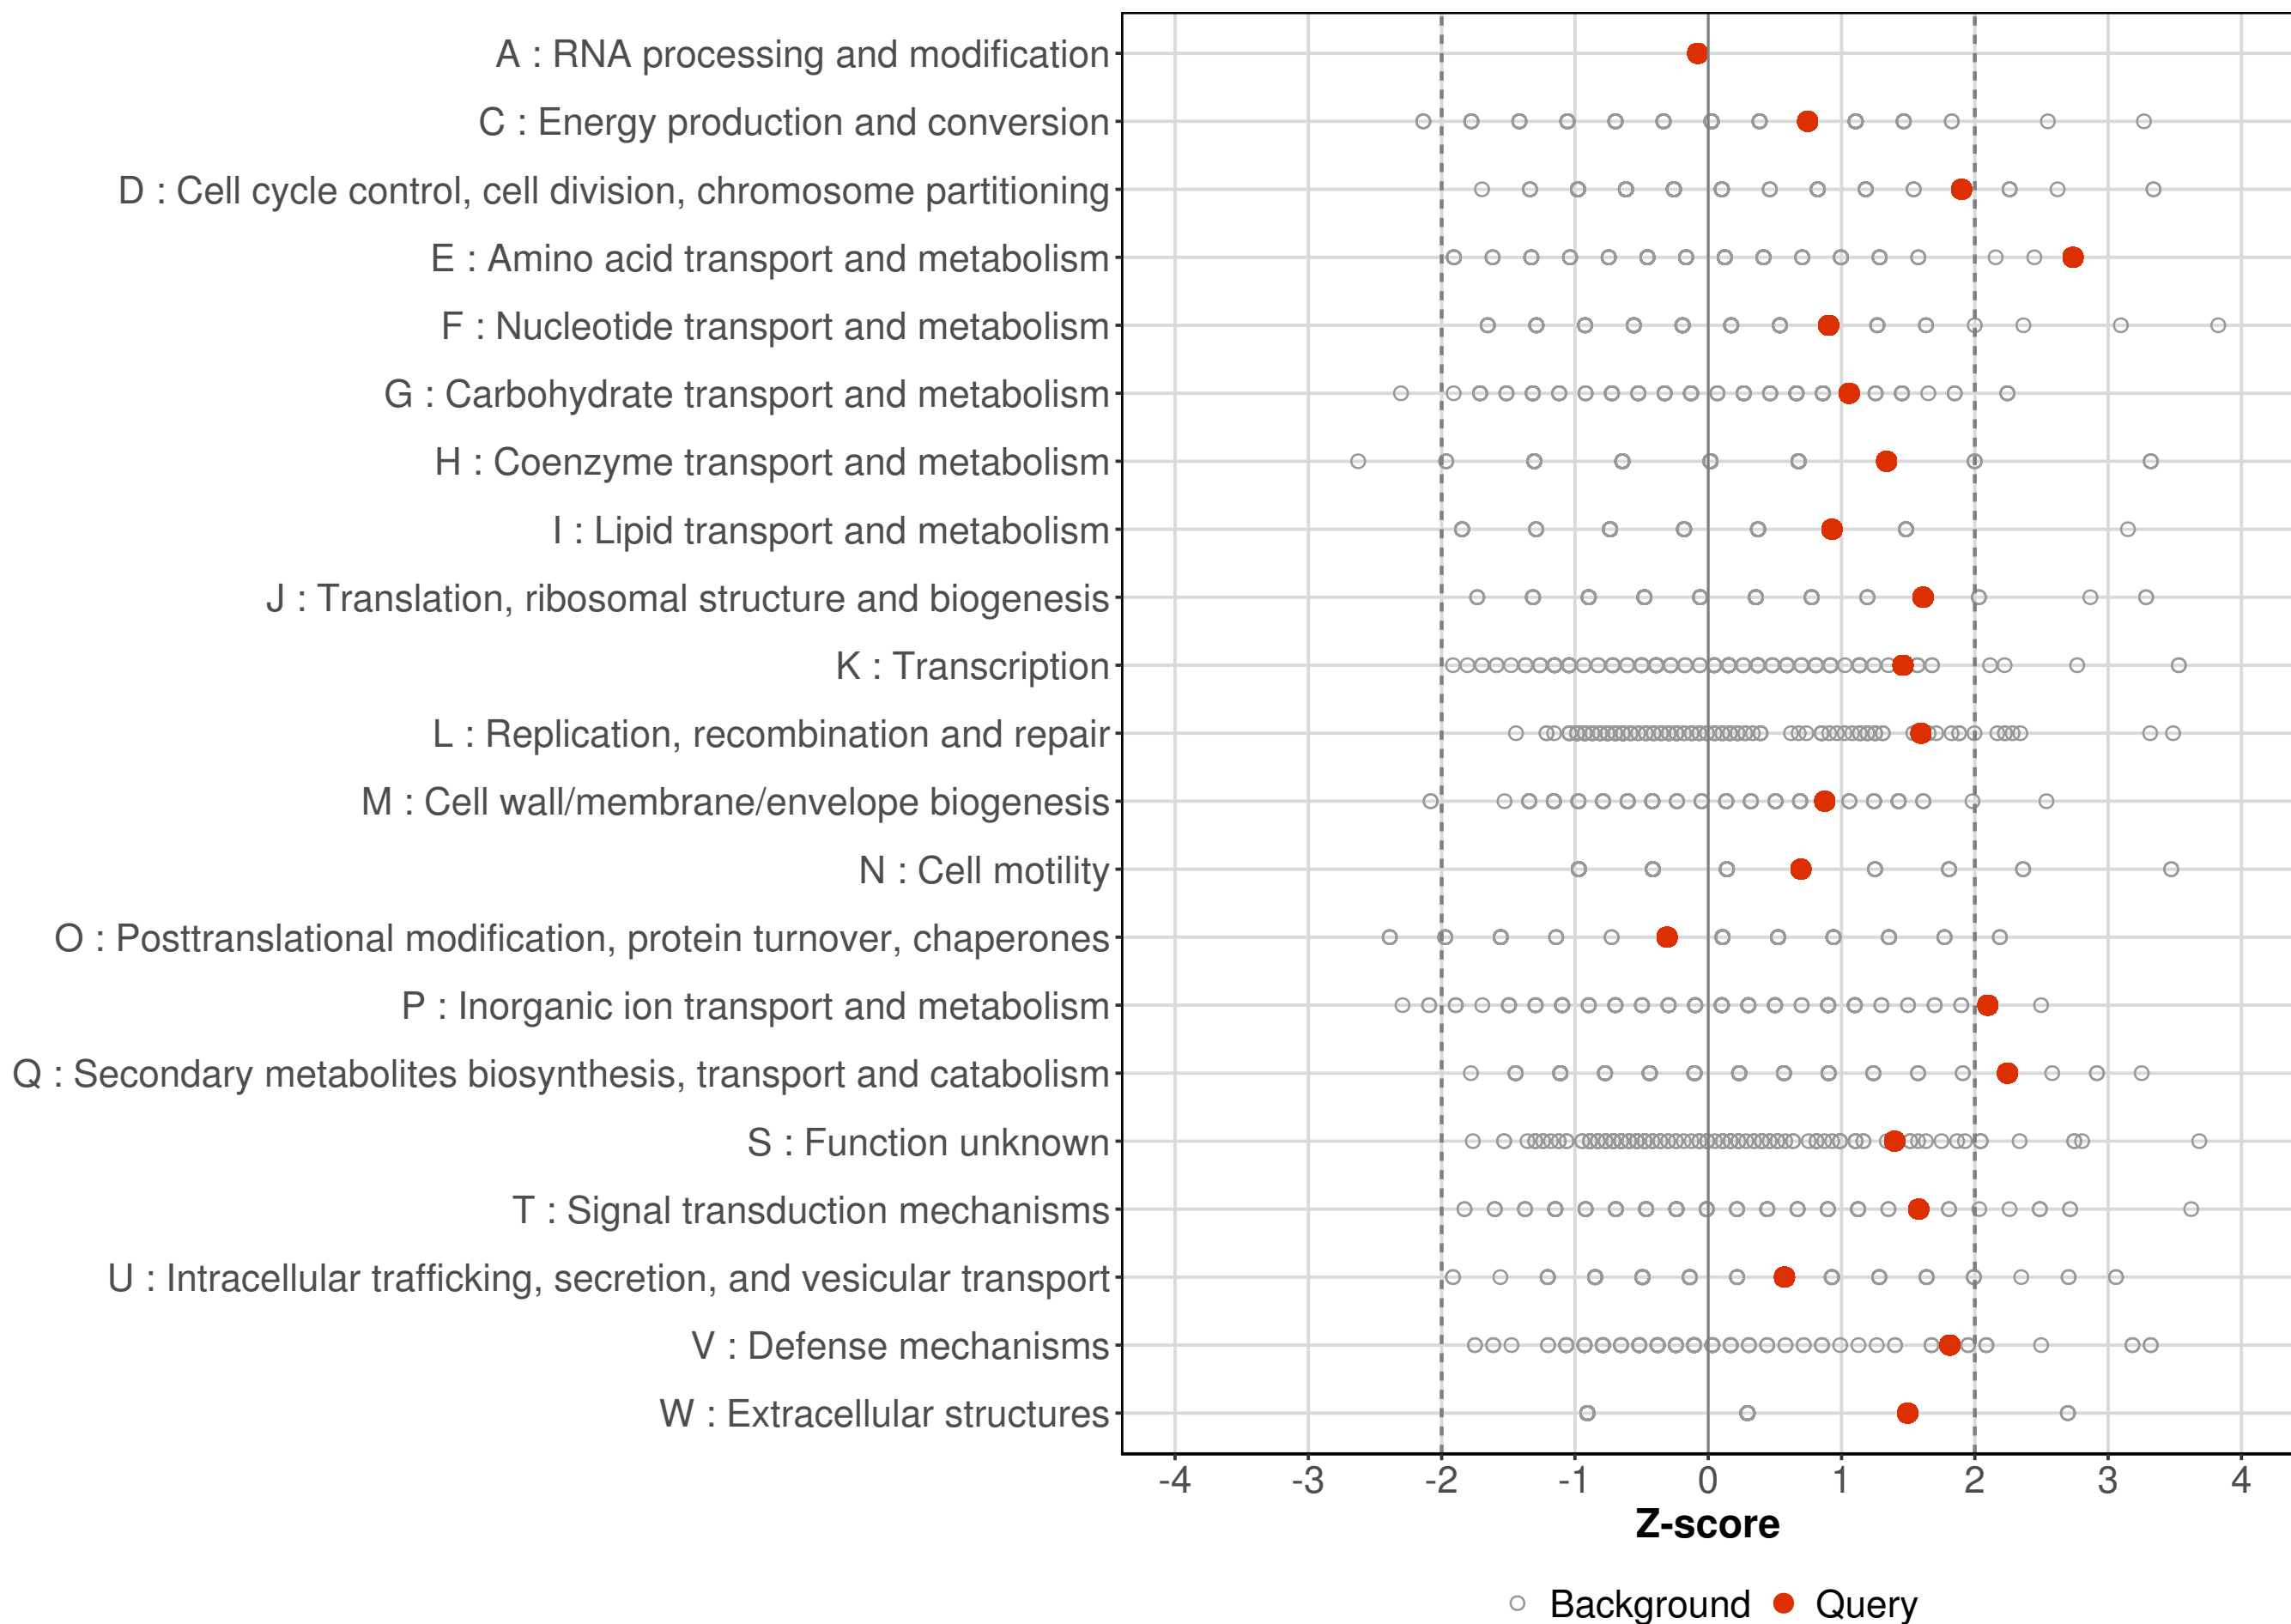 A : RNA processing and modification
C : Energy production and conversion
D : Cell cycle control, cell division, chromosome partitioning
E : Amino acid transport and metabolism
F : Nucleotide transport and metabolism
G : Carbohydrate transport and metabolism
H : Coenzyme transport and metabolism
I : Lipid transport and metabolism
J : Translation, ribosomal structure and biogenesis
K : Transcription
L : Replication, recombination and repair
M : Cell wall/membrane/envelope biogenesis
N : Cell motility
O : Posttranslational modification, protein turnover, chaperones
P : Inorganic ion transport and metabolism
Q : Secondary metabolites biosynthesis, transport and catabolism
S : Function unknown
T : Signal transduction mechanisms
U : Intracellular trafficking, secretion, and vesicular transport
V : Defense mechanisms
W : Extracellular structures
-4 -3 -2 -1 0 1 2 3 4
Z-score
Background Query